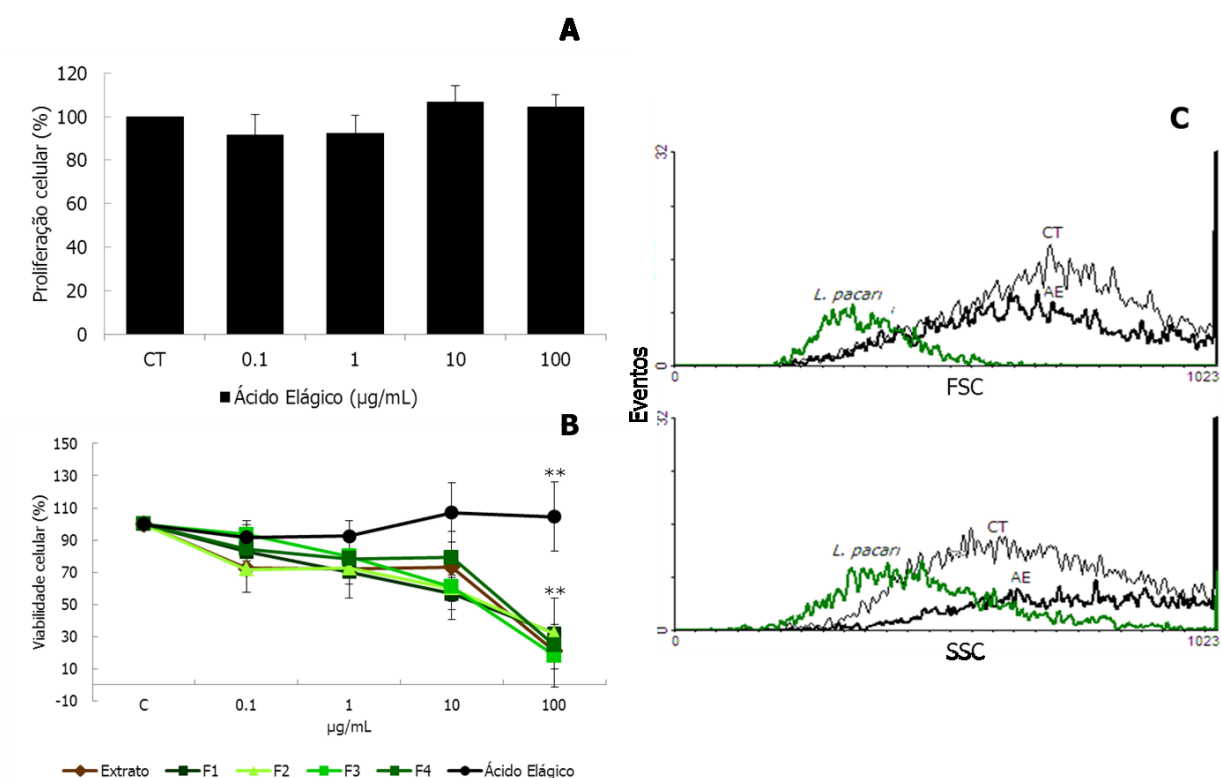 A
Proliferação celular (%)
120
100
80
60
40
20
0
CT 0.1 1 10 100
Ácido Elágico (µg/mL)
B
Viabilidade celular (%)
150
130
110
90
70
50
30
10
-10
**
**
C 0.1 1 10 100
µg/mL
Extrato F1 F2 F3 F4 Ácido Elágico
C
Eventos
32
0
CT
AE
L. pacari
i
0 1023
FSC
32
0
CT
L. pacari
AE
0 1023
SSC